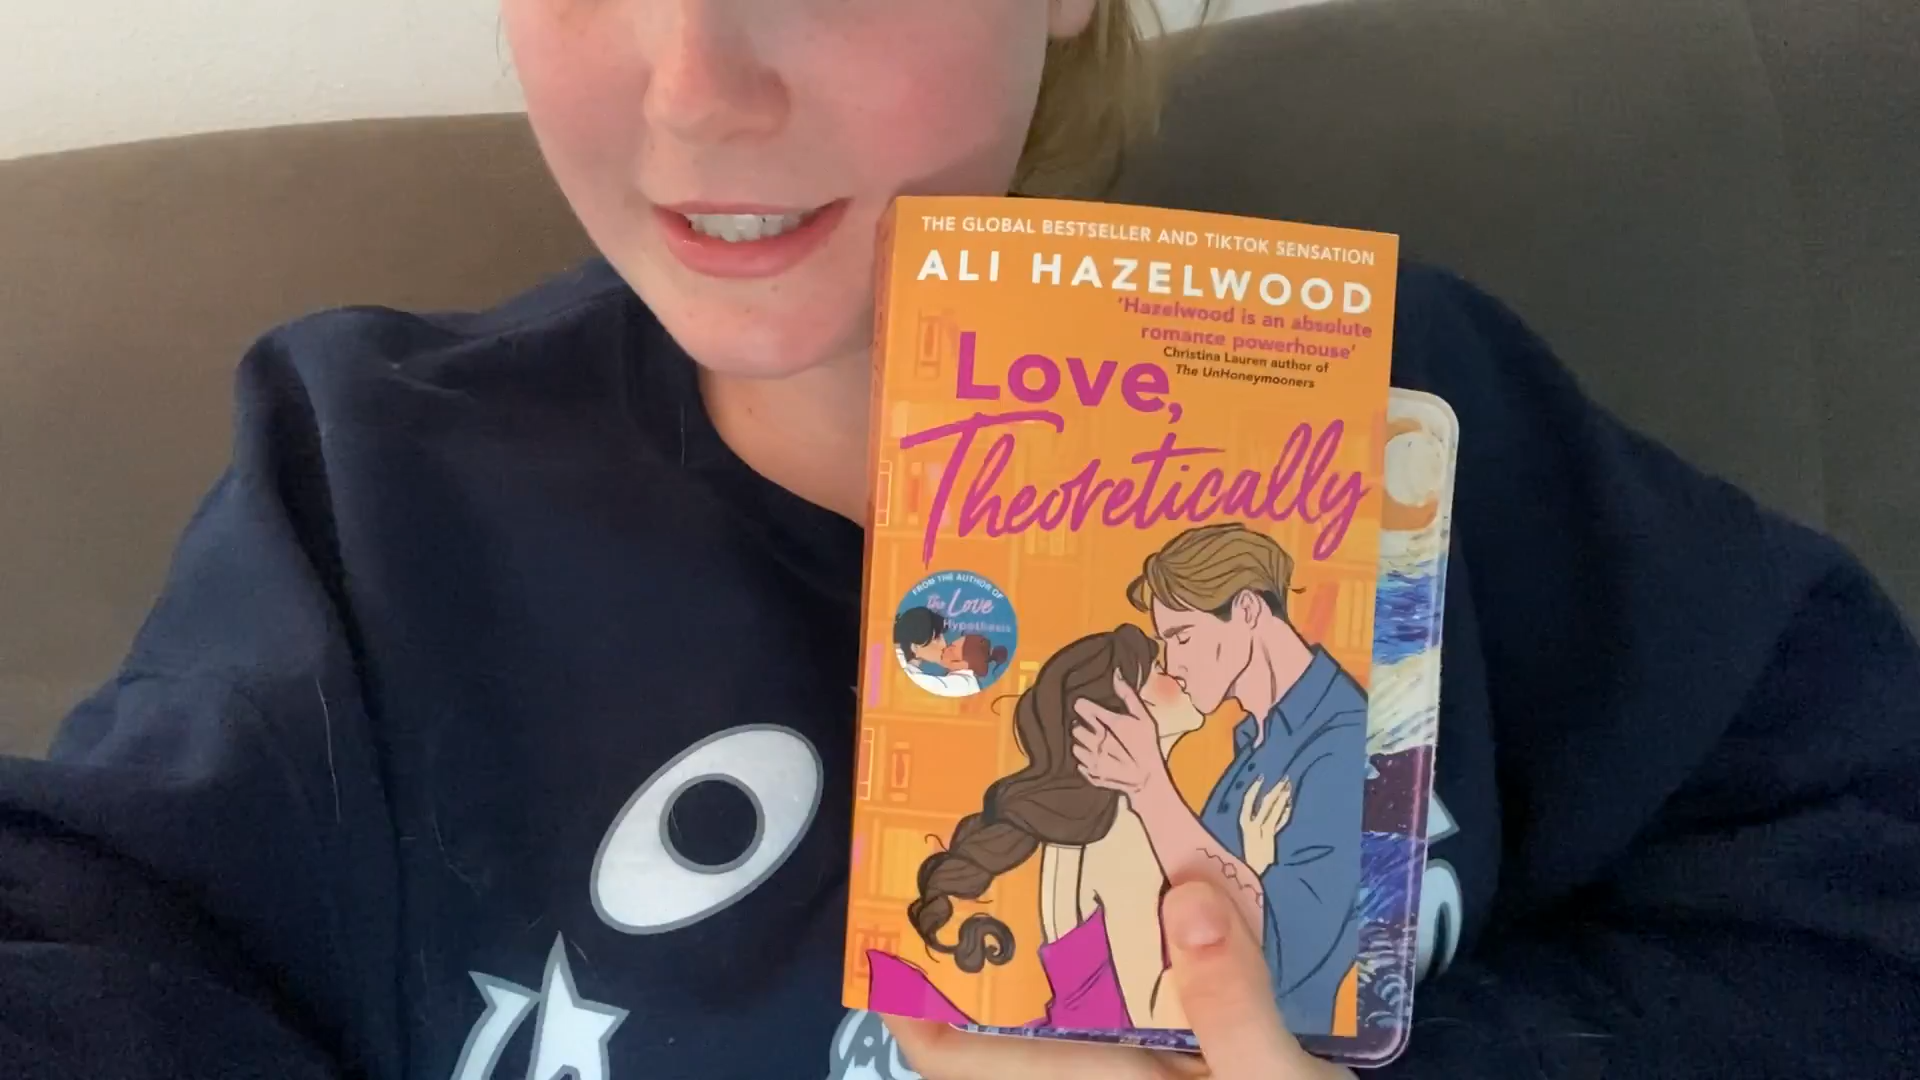 THE GLOBAL BESTSELLER AND TIKTOK SENSATION
ALI HAZELWOOD
'Hazelwood is an absolute
romance powerhouse'
Christina Lauren author of
The UnHoneymooners
Love,
Theoretically
FROM THE AUTHOR OF
The Love
Hypothesis